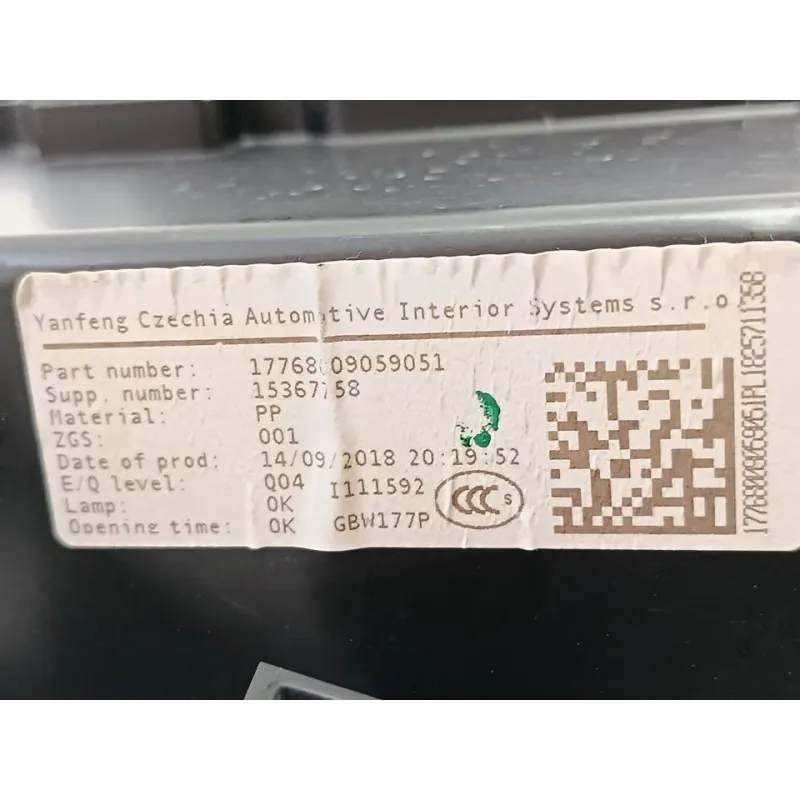 Yanfeng Czechia Automotive Interior Systems s.r.o
Part number: 17768009059051
Supp. number: 15367758
Material: PP
ZGS: 001
Date of prod: 14/09/2018 20:19:52
E/Q level: Q04 I111592
Lamp: OK
Opening time: OK GBW177P
CCC S